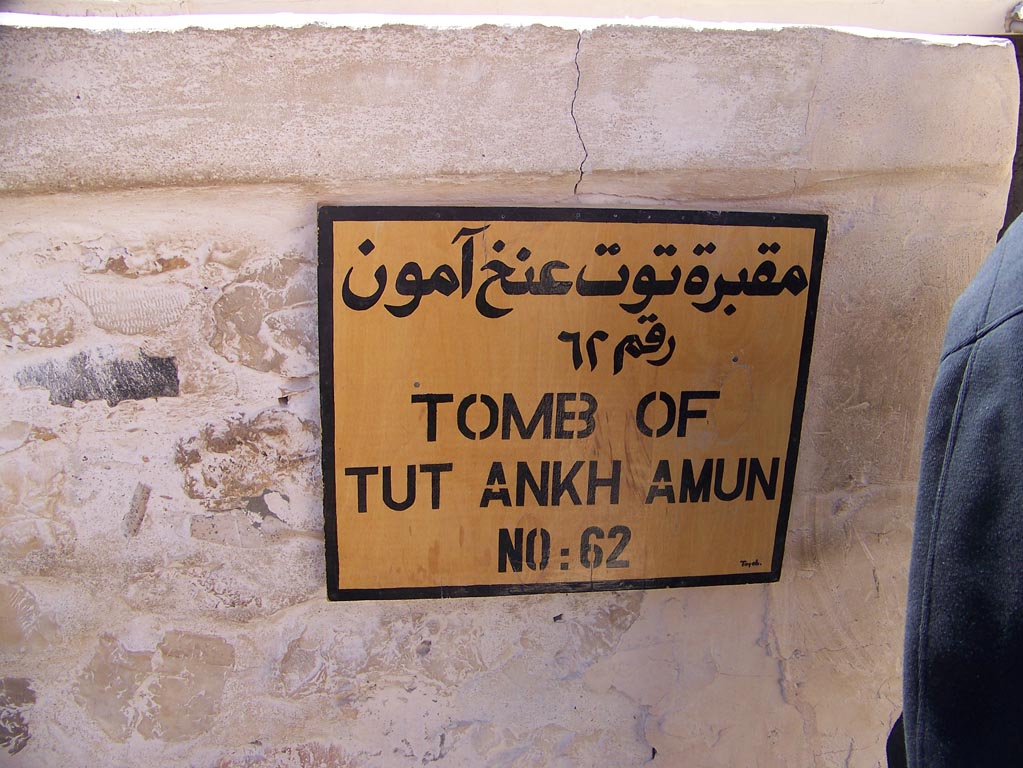 مقبرة توت عنخ آمون
رقم ٦٢
TOMB OF
TUT ANKH AMUN
NO: 62